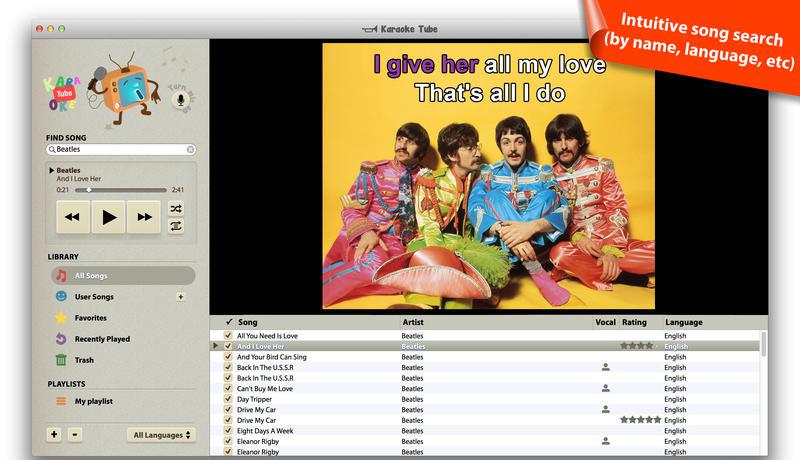 Karaoke Tube
Intuitive song search
(by name, language, etc)
KARA
Tube
OKE
FIND SONG
Beatles
Beatles
And I Love Her
0:21 2:41
LIBRARY
All Songs
User Songs +
Favorites
Recently Played
Trash
PLAYLISTS
My playlist
+ - All Languages
I give her all my love
That's all I do
✓ Song Artist Vocal Rating Language
All You Need Is Love Beatles English
And I Love Her Beatles ★★★★ English
And Your Bird Can Sing Beatles English
Back In The U.S.S.R Beatles English
Back In The U.S.S.R Beatles English
Can't Buy Me Love Beatles English
Day Tripper Beatles English
Drive My Car Beatles English
Drive My Car Beatles ★★★★★ English
Eight Days A Week Beatles English
Eleanor Rigby Beatles English
Eleanor Rigby Beatles English